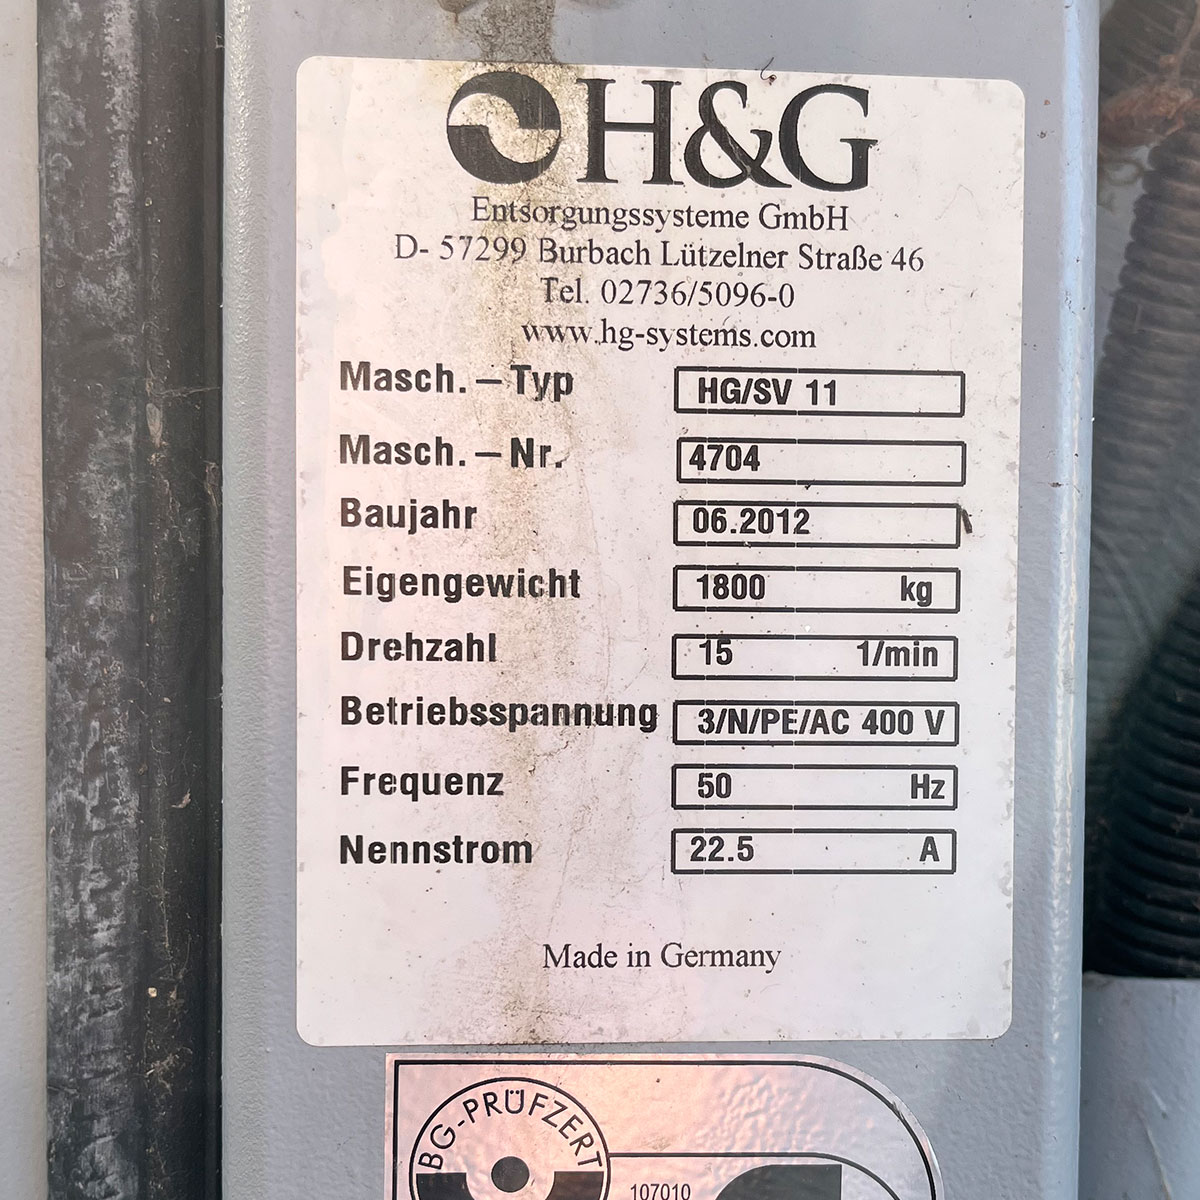 H&G
Entsorgungssysteme GmbH
D- 57299 Burbach Lützelner Straße 46
Tel. 02736/5096-0
www.hg-systems.com
Masch. – Typ HG/SV 11
Masch. – Nr. 4704
Baujahr 06.2012
Eigengewicht 1800 kg
Drehzahl 15 1/min
Betriebsspannung 3/N/PE/AC 400 V
Frequenz 50 Hz
Nennstrom 22.5 A
Made in Germany
BG-PRÜFZERT
107010